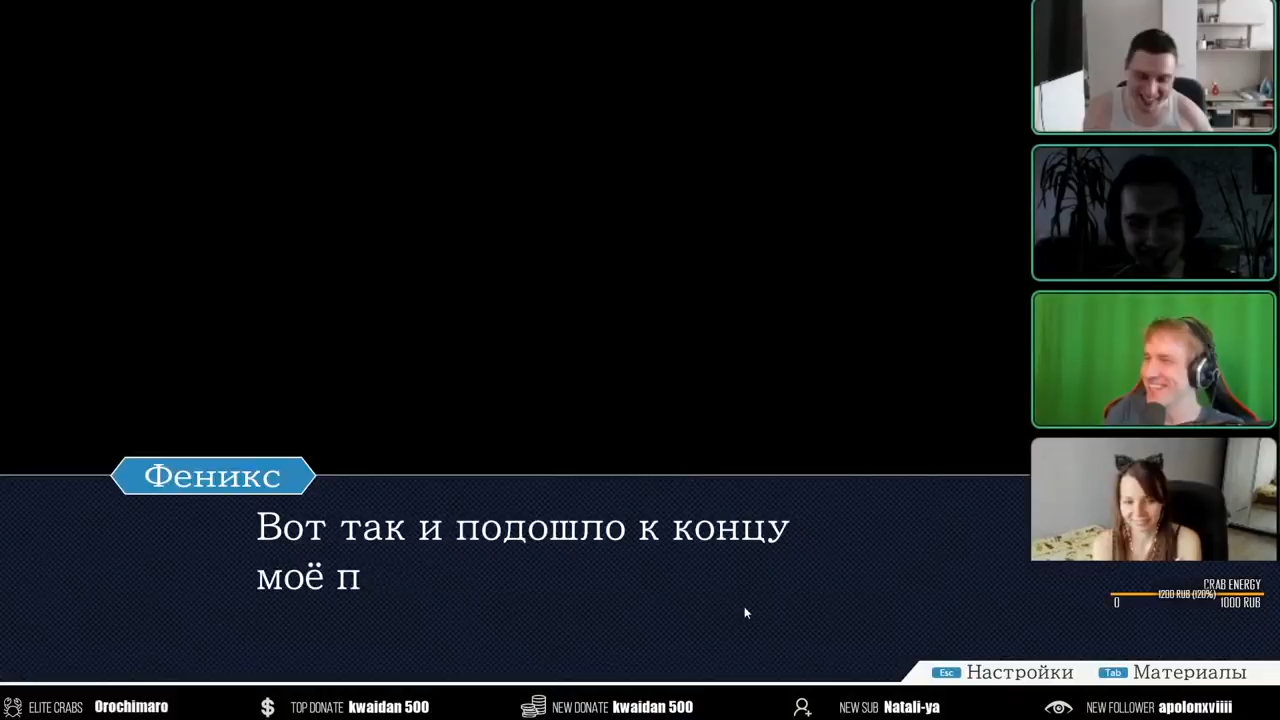 Феникс
Вот так и подошло к концу
моё п
CRAB ENERGY
1200 RUB (120%)
0
1000 RUB
Esc Настройки Tab Материалы
ELITE CRABS Orochimaro $ TOP DONATE kwaidan 500 NEW DONATE kwaidan 500 NEW SUB Natali-ya NEW FOLLOWER apolonxviiii